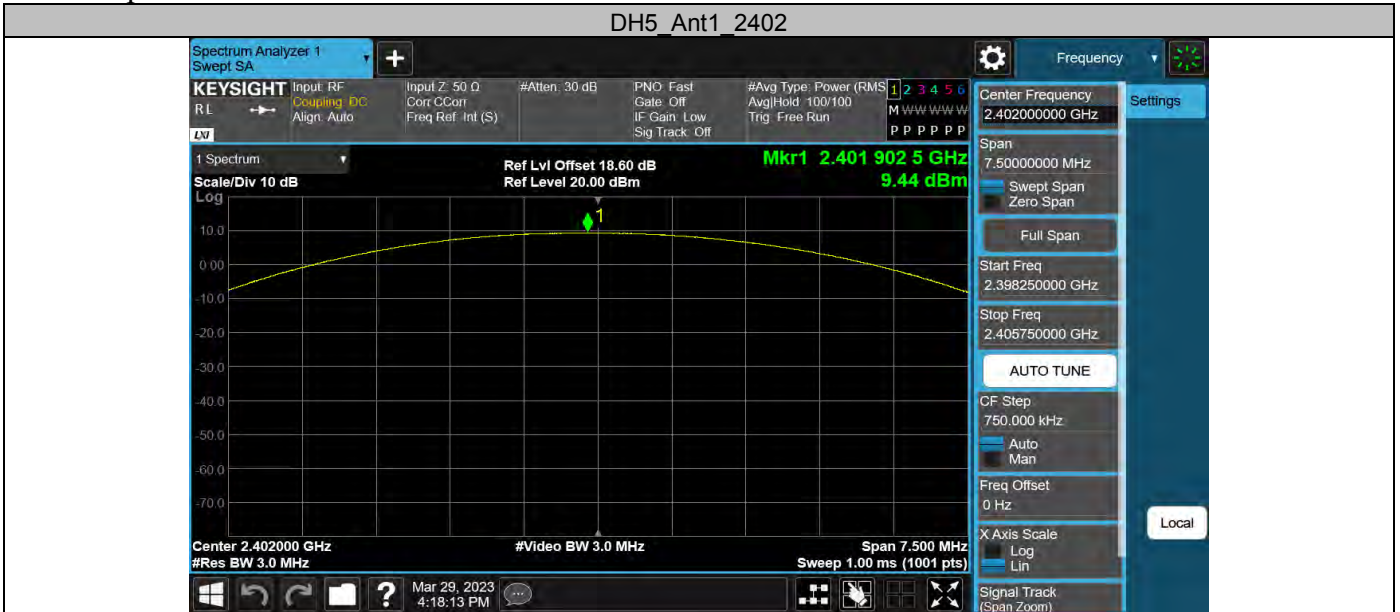 DH5_Ant1_2402
Spectrum Analyzer 1
Swept SA
Frequency
KEYSIGHT
RL
LXI
Input: RF
Coupling: DC
Align: Auto
Input Z: 50 Ω
Corr CCorr
Freq Ref: Int (S)
#Atten: 30 dB
PNO: Fast
Gate: Off
IF Gain: Low
Sig Track: Off
#Avg Type: Power (RMS
Avg|Hold: 100/100
Trig: Free Run
1 2 3 4 5 6
M W W W W W
P P P P P P
1 Spectrum
Scale/Div 10 dB
Ref Lvl Offset 18.60 dB
Ref Level 20.00 dBm
Mkr1 2.401 902 5 GHz
9.44 dBm
Log
1
10.0
0.00
-10.0
-20.0
-30.0
-40.0
-50.0
-60.0
-70.0
Center 2.402000 GHz
#Res BW 3.0 MHz
#Video BW 3.0 MHz
Span 7.500 MHz
Sweep 1.00 ms (1001 pts)
Mar 29, 2023
4:18:13 PM
Center Frequency
2.402000000 GHz
Settings
Span
7.50000000 MHz
Swept Span
Zero Span
Full Span
Start Freq
2.398250000 GHz
Stop Freq
2.405750000 GHz
AUTO TUNE
CF Step
750.000 kHz
Auto
Man
Freq Offset
0 Hz
X Axis Scale
Log
Lin
Local
Signal Track
(Span Zoom)